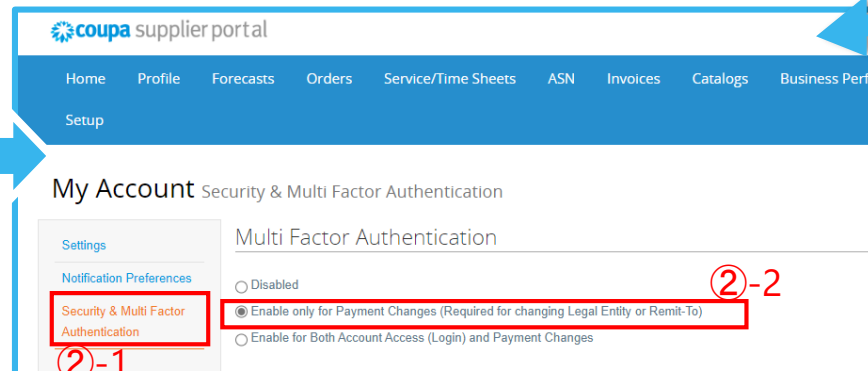 coupa supplier portal
Home Profile Forecasts Orders Service/Time Sheets ASN Invoices Catalogs Business Perf
Setup
My Account Security & Multi Factor Authentication
Settings
Notification Preferences
Security & Multi Factor
Authentication
②-1
Multi Factor Authentication
Disabled
②-2
Enable only for Payment Changes (Required for changing Legal Entity or Remit-To)
Enable for Both Account Access (Login) and Payment Changes